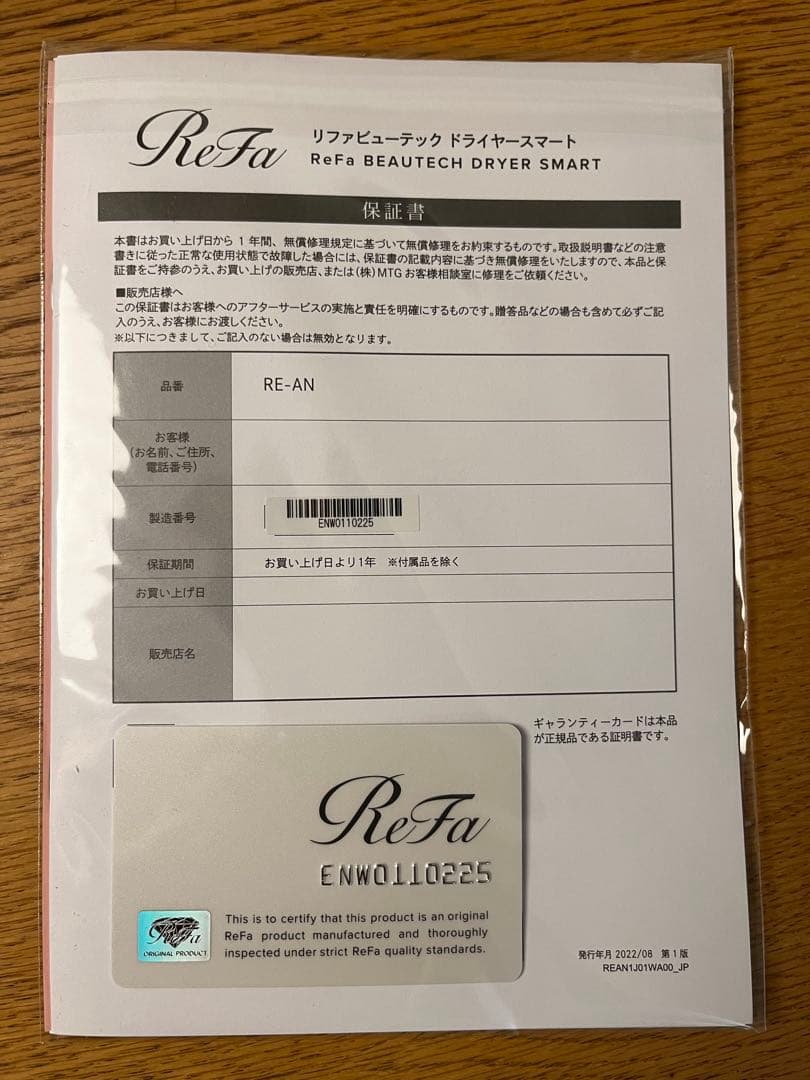 ReFa
リファビューテック ドライヤースマート
ReFa BEAUTECH DRYER SMART
保証書
本書はお買い上げ日から 1 年間、無償修理規定に基づいて無償修理をお約束するものです。取扱説明書などの注意
書きに従った正常な使用状態で故障した場合には、保証書の記載内容に基づき無償修理をいたしますので、本品と保
証書をご持参のうえ、お買い上げの販売店、または(株)MTG お客様相談室に修理をご依頼ください。
■販売店様へ
この保証書はお客様へのアフターサービスの実施と責任を明確にするものです。贈答品などの場合も含めて必ずご記
入のうえ、お客様にお渡しください。
※以下につきまして、ご記入のない場合は無効となります。
品番
RE-AN
お客様
(お名前、ご住所、
電話番号)
製造番号
ENW0110225
保証期間
お買い上げ日より1年 ※付属品を除く
お買い上げ日
販売店名
ギャランティーカードは本品
が正規品である証明書です。
ReFa
ENW0110225
ReFa
ORIGINAL PRODUCT
This is to certify that this product is an original
ReFa product manufactured and thoroughly
inspected under strict ReFa quality standards.
発行年月 2022/08 第1版
REAN1J01WA00_JP